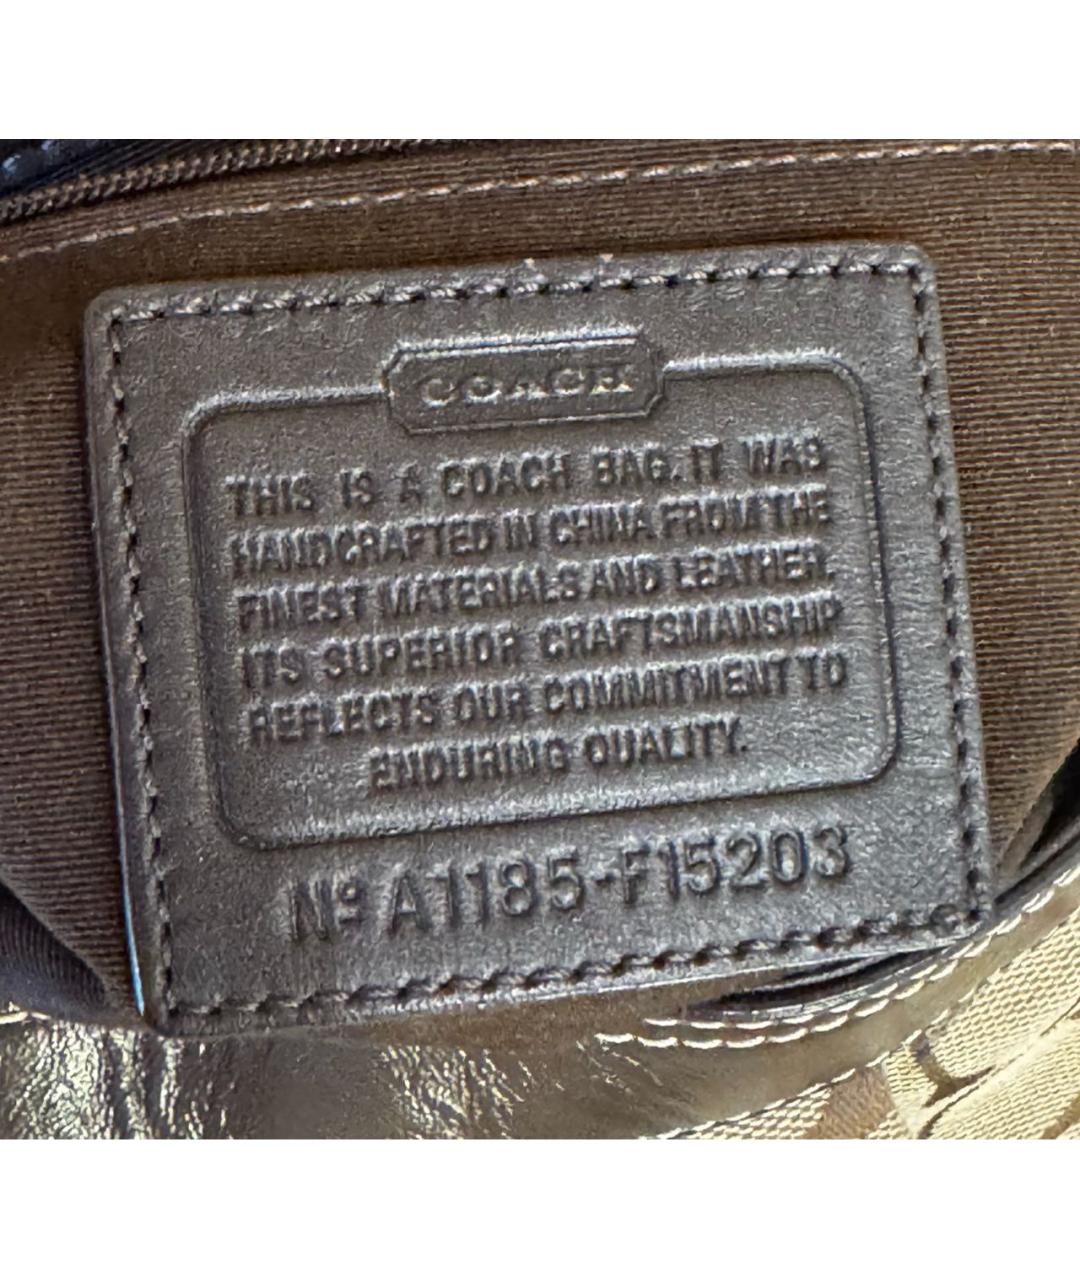 COACH
THIS IS A COACH BAG. IT WAS
HANDCRAFTED IN CHINA FROM THE
FINEST MATERIALS AND LEATHER.
ITS SUPERIOR CRAFTSMANSHIP
REFLECTS OUR COMMITMENT TO
ENDURING QUALITY.
Nº A1185-F15203